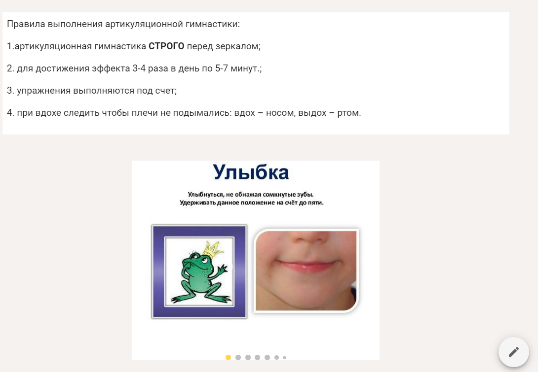 Правила выполнения артикуляционной гимнастики:
1.артикуляционная гимнастика СТРОГО перед зеркалом;
2. для достижения эффекта 3-4 раза в день по 5-7 минут.;
3. упражнения выполняются под счет;
4. при вдохе следить чтобы плечи не подымались: вдох – носом, выдох – ртом.
Улыбка
Улыбнуться, не обнажая сомкнутые зубы.
Удерживать данное положение на счёт до пяти.